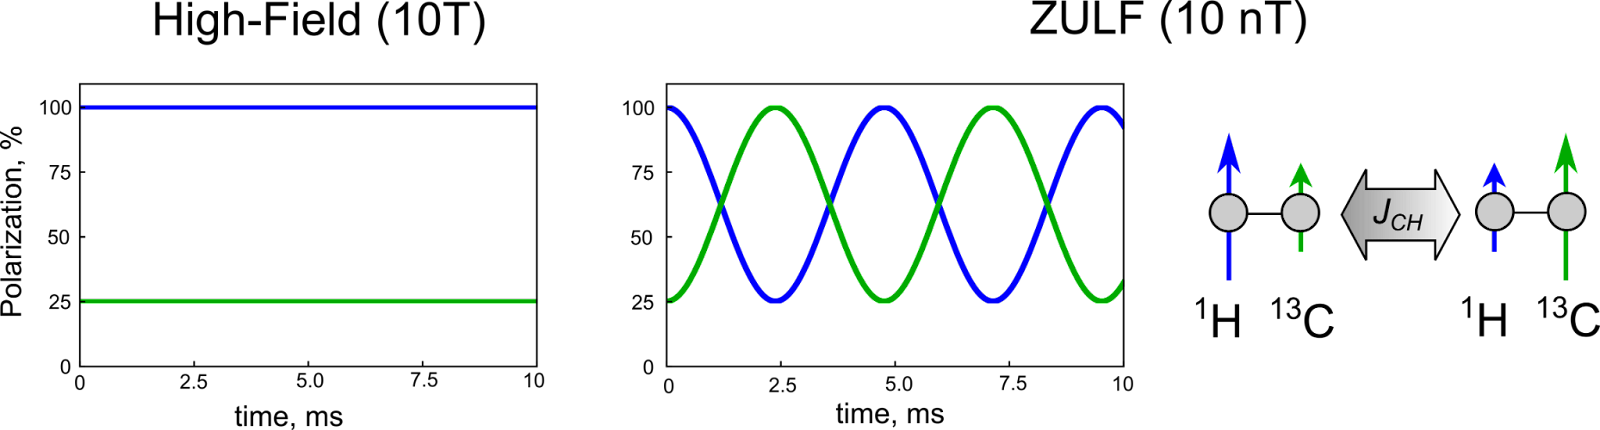 High-Field (10T)
ZULF (10 nT)
Polarization, %
100
75
50
25
0
0 2.5 5.0 7.5 10
time, ms
100
75
50
25
0
0 2.5 5.0 7.5 10
time, ms
J_CH
¹H ¹³C
¹H ¹³C